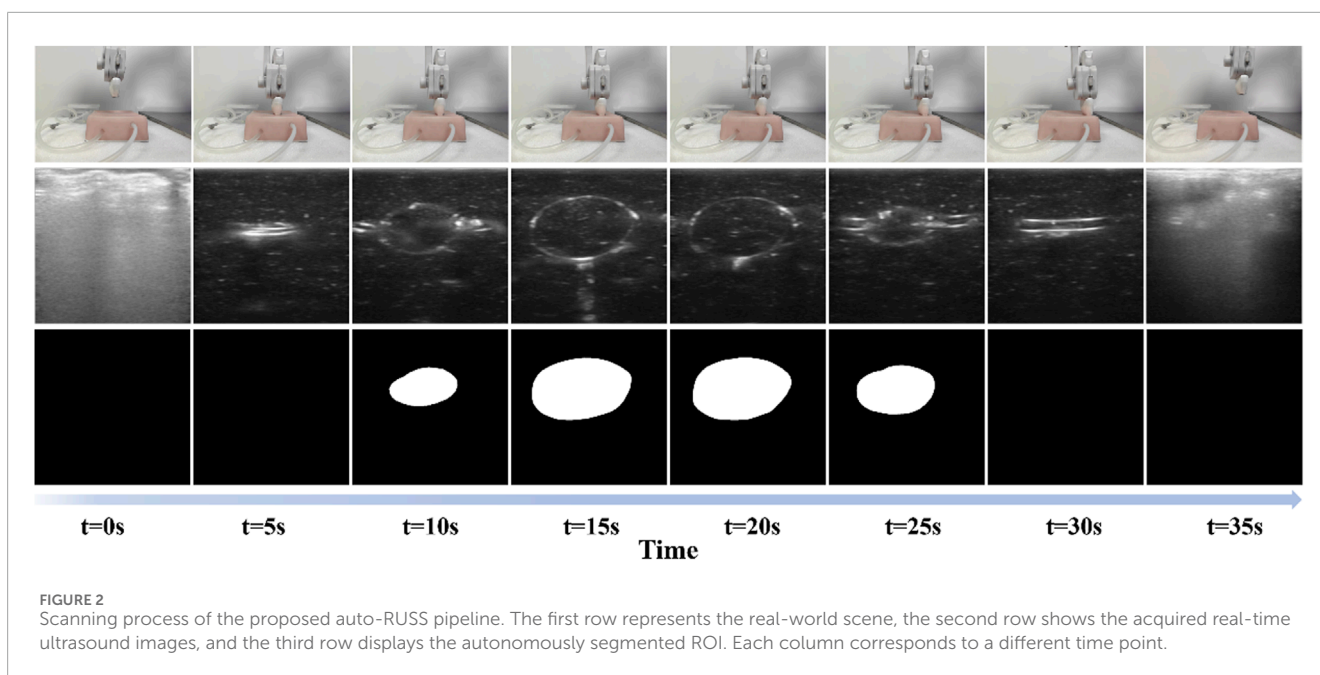 t=0s t=5s t=10s t=15s t=20s t=25s t=30s t=35s
Time
FIGURE 2
Scanning process of the proposed auto-RUSS pipeline. The first row represents the real-world scene, the second row shows the acquired real-time
ultrasound images, and the third row displays the autonomously segmented ROI. Each column corresponds to a different time point.